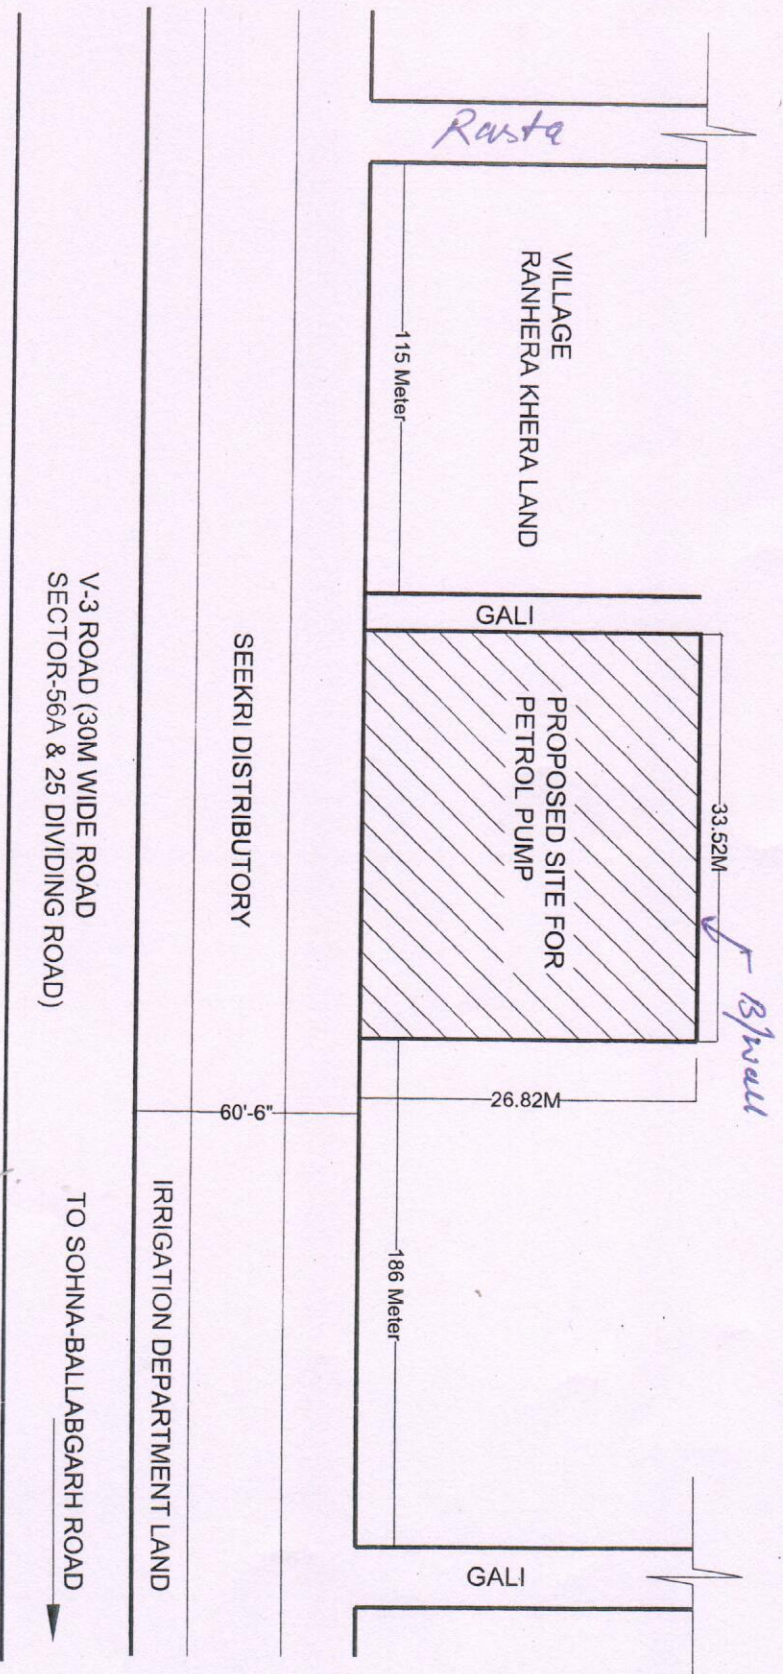 Rasta
VILLAGE
RANHERA KHERA LAND
115 Meter
GALI
33.52M
B/wall
PROPOSED SITE FOR
PETROL PUMP
26.82M
186 Meter
GALI
SEEKRI DISTRIBUTORY
60'-6"
IRRIGATION DEPARTMENT LAND
V-3 ROAD (30M WIDE ROAD
SECTOR-56A & 25 DIVIDING ROAD)
TO SOHNA-BALLABGARH ROAD